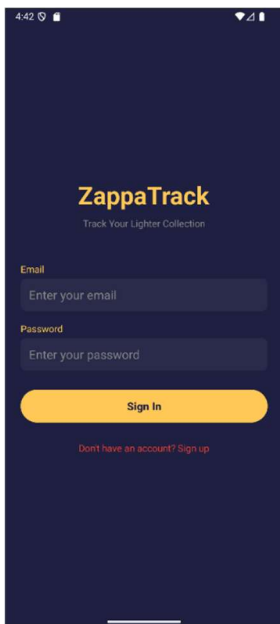 4:42
ZappaTrack
Track Your Lighter Collection
Email
Enter your email
Password
Enter your password
Sign In
Don't have an account? Sign up